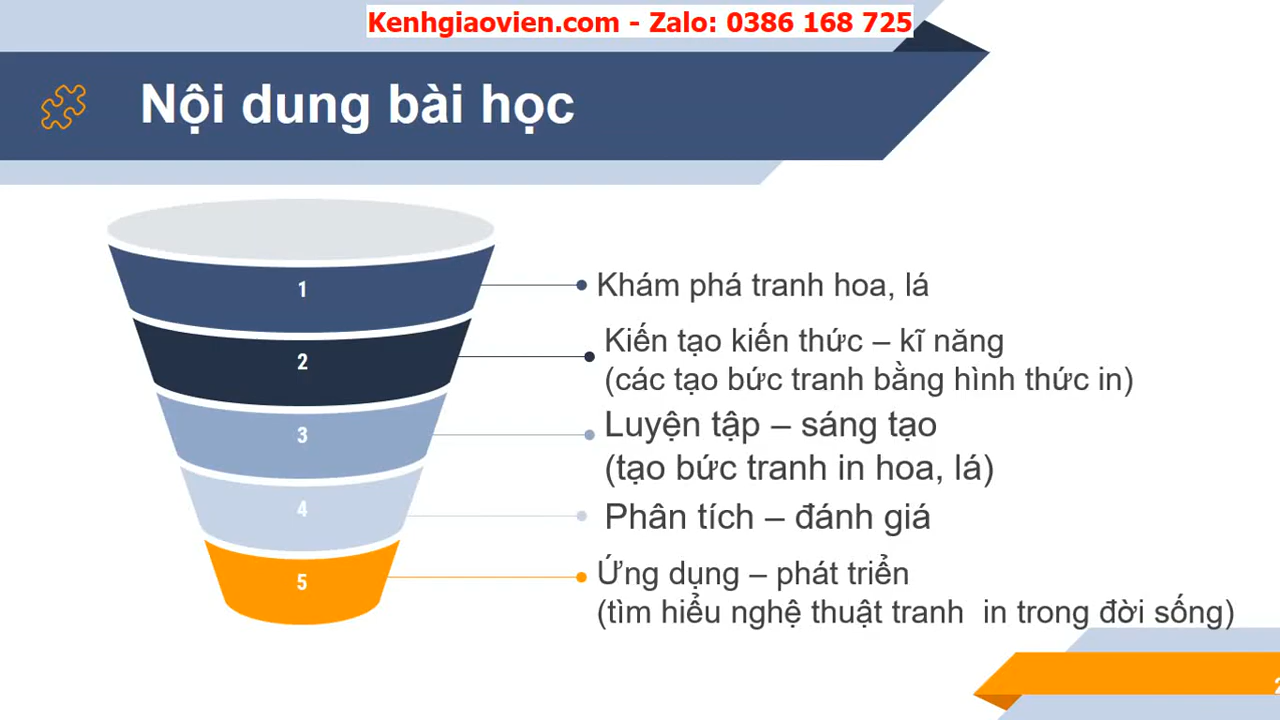 Kenhgiaovien.com - Zalo: 0386 168 725
Nội dung bài học
1
Khám phá tranh hoa, lá
2
Kiến tạo kiến thức – kĩ năng
(các tạo bức tranh bằng hình thức in)
3
Luyện tập – sáng tạo
(tạo bức tranh in hoa, lá)
4
Phân tích – đánh giá
5
Ứng dụng – phát triển
(tìm hiểu nghệ thuật tranh  in trong đời sống)